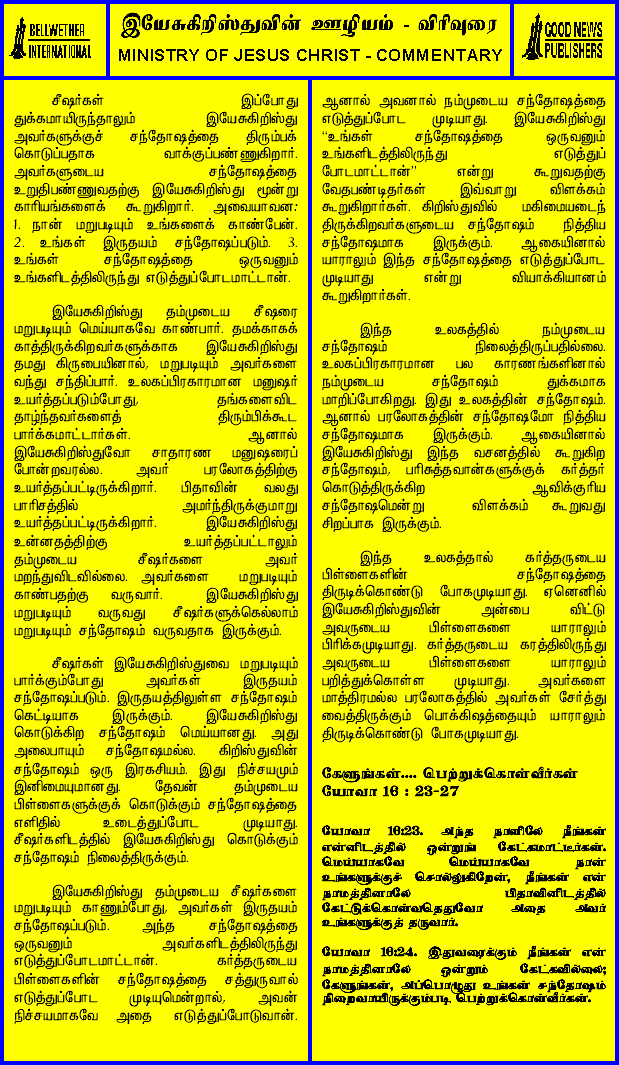 BELLWETHER
INTERNATIONAL
இயேசுகிறிஸ்துவின் ஊழியம் - விரிவுரை
MINISTRY OF JESUS CHRIST - COMMENTARY
GOOD NEWS
PUBLISHERS
சீஷர்கள் இப்போது
துக்கமாயிருந்தாலும் இயேசுகிறிஸ்து
அவர்களுக்குச் சந்தோஷத்தை திரும்பக்
கொடுப்பதாக வாக்குப்பண்ணுகிறார்.
அவர்களுடைய சந்தோஷத்தை
உறுதிபண்ணுவதற்கு இயேசுகிறிஸ்து மூன்று
காரியங்களைக் கூறுகிறார். அவையாவன:
1. நான் மறுபடியும் உங்களைக் காண்பேன்.
2. உங்கள் இருதயம் சந்தோஷப்படும். 3.
உங்கள் சந்தோஷத்தை ஒருவனும்
உங்களிடத்திலிருந்து எடுத்துப்போடமாட்டான்.
இயேசுகிறிஸ்து தம்முடைய சீஷரை
மறுபடியும் மெய்யாகவே காண்பார். தமக்காகக்
காத்திருக்கிறவர்களுக்காக இயேசுகிறிஸ்து
தமது கிருபையினால், மறுபடியும் அவர்களை
வந்து சந்திப்பார். உலகப்பிரகாரமான மனுஷர்
உயர்த்தப்படும்போது, தங்களைவிட
தாழ்ந்தவர்களைத் திரும்பிக்கூட
பார்க்கமாட்டார்கள். ஆனால்
இயேசுகிறிஸ்துவோ சாதாரண மனுஷரைப்
போன்றவரல்ல. அவர் பரலோகத்திற்கு
உயர்த்தப்பட்டிருக்கிறார். பிதாவின் வலது
பாரிசத்தில் அமர்ந்திருக்குமாறு
உயர்த்தப்பட்டிருக்கிறார். இயேசுகிறிஸ்து
உன்னதத்திற்கு உயர்த்தப்பட்டாலும்
தம்முடைய சீஷர்களை அவர்
மறந்துவிடவில்லை. அவர்களை மறுபடியும்
காண்பதற்கு வருவார். இயேசுகிறிஸ்து
மறுபடியும் வருவது சீஷர்களுக்கெல்லாம்
மறுபடியும் சந்தோஷம் வருவதாக இருக்கும்.
சீஷர்கள் இயேசுகிறிஸ்துவை மறுபடியும்
பார்க்கும்போது அவர்கள் இருதயம்
சந்தோஷப்படும். இருதயத்திலுள்ள சந்தோஷம்
கெட்டியாக இருக்கும். இயேசுகிறிஸ்து
கொடுக்கிற சந்தோஷம் மெய்யானது. அது
அலைபாயும் சந்தோஷமல்ல. கிறிஸ்துவின்
சந்தோஷம் ஒரு இரகசியம். இது நிச்சயமும்
இனிமையுமானது. தேவன் தம்முடைய
பிள்ளைகளுக்குக் கொடுக்கும் சந்தோஷத்தை
எளிதில் உடைத்துப்போட முடியாது.
சீஷர்களிடத்தில் இயேசுகிறிஸ்து கொடுக்கும்
சந்தோஷம் நிலைத்திருக்கும்.
இயேசுகிறிஸ்து தம்முடைய சீஷர்களை
மறுபடியும் காணும்போது, அவர்கள் இருதயம்
சந்தோஷப்படும். அந்த சந்தோஷத்தை
ஒருவனும் அவர்களிடத்திலிருந்து
எடுத்துப்போடமாட்டான். கர்த்தருடைய
பிள்ளைகளின் சந்தோஷத்தை சத்துருவால்
எடுத்துப்போட முடியுமென்றால், அவன்
நிச்சயமாகவே அதை எடுத்துப்போடுவான்.
ஆனால் அவனால் நம்முடைய சந்தோஷத்தை
எடுத்துப்போட முடியாது. இயேசுகிறிஸ்து
“உங்கள் சந்தோஷத்தை ஒருவனும்
உங்களிடத்திலிருந்து எடுத்துப்
போடமாட்டான்” என்று கூறுவதற்கு
வேதபண்டிதர்கள் இவ்வாறு விளக்கம்
கூறுகிறார்கள். கிறிஸ்துவில் மகிமையடைந்
திருக்கிறவர்களுடைய சந்தோஷம் நித்திய
சந்தோஷமாக இருக்கும். ஆகையினால்
யாராலும் இந்த சந்தோஷத்தை எடுத்துப்போட
முடியாது என்று வியாக்கியானம்
கூறுகிறார்கள்.
இந்த உலகத்தில் நம்முடைய
சந்தோஷம் நிலைத்திருப்பதில்லை.
உலகப்பிரகாரமான பல காரணங்களினால்
நம்முடைய சந்தோஷம் துக்கமாக
மாறிப்போகிறது. இது உலகத்தின் சந்தோஷம்.
ஆனால் பரலோகத்தின் சந்தோஷமோ நித்திய
சந்தோஷமாக இருக்கும். ஆகையினால்
இயேசுகிறிஸ்து இந்த வசனத்தில் கூறுகிற
சந்தோஷம், பரிசுத்தவான்களுக்குக் கர்த்தர்
கொடுத்திருக்கிற ஆவிக்குரிய
சந்தோஷமென்று விளக்கம் கூறுவது
சிறப்பாக இருக்கும்.
இந்த உலகத்தால் கர்த்தருடைய
பிள்ளைகளின் சந்தோஷத்தை
திருடிக்கொண்டு போகமுடியாது. ஏனெனில்
இயேசுகிறிஸ்துவின் அன்பை விட்டு
அவருடைய பிள்ளைகளை யாராலும்
பிரிக்கமுடியாது. கர்த்தருடைய கரத்திலிருந்து
அவருடைய பிள்ளைகளை யாராலும்
பறித்துக்கொள்ள முடியாது. அவர்களை
மாத்திரமல்ல பரலோகத்தில் அவர்கள் சேர்த்து
வைத்திருக்கும் பொக்கிஷத்தையும் யாராலும்
திருடிக்கொண்டு போகமுடியாது.
கேளுங்கள்.... பெற்றுக்கொள்வீர்கள்
யோவா 16 : 23-27
யோவா 16:23. அந்த நாளிலே நீங்கள்
என்னிடத்தில் ஒன்றுங் கேட்கமாட்டீர்கள்.
மெய்யாகவே மெய்யாகவே நான்
உங்களுக்குச் சொல்லுகிறேன், நீங்கள் என்
நாமத்தினாலே பிதாவினிடத்தில்
கேட்டுக்கொள்வதெதுவோ அதை அவர்
உங்களுக்குத் தருவார்.
யோவா 16:24. இதுவரைக்கும் நீங்கள் என்
நாமத்தினாலே ஒன்றும் கேட்கவில்லை;
கேளுங்கள், அப்பொழுது உங்கள் சந்தோஷம்
நிறைவாயிருக்கும்படி பெற்றுக்கொள்வீர்கள்.